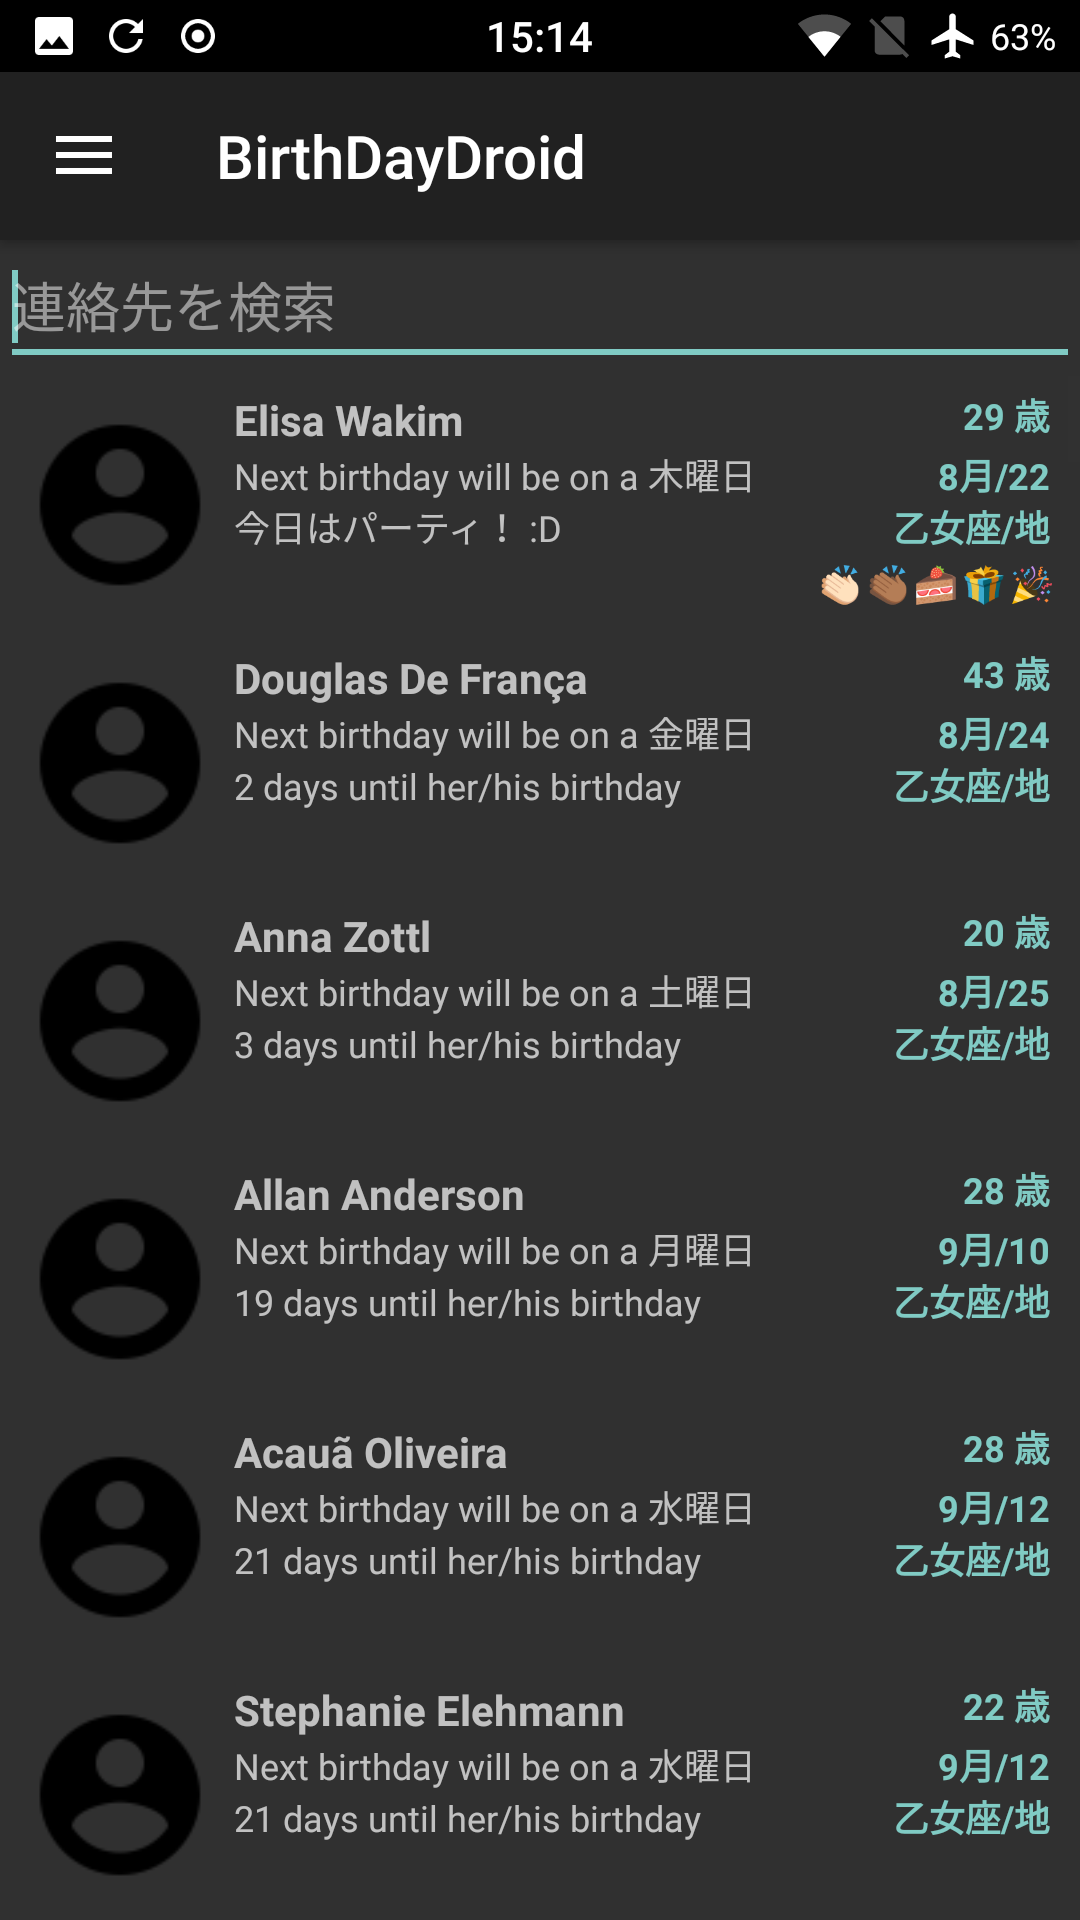 15:14 63%
BirthDayDroid
連絡先を検索
Elisa Wakim 29 歳
Next birthday will be on a 木曜日 8月/22
今日はパーティ！ :D 乙女座/地
👏🏻👏🏾🍰🎁🎉
Douglas De França 43 歳
Next birthday will be on a 金曜日 8月/24
2 days until her/his birthday 乙女座/地
Anna Zottl 20 歳
Next birthday will be on a 土曜日 8月/25
3 days until her/his birthday 乙女座/地
Allan Anderson 28 歳
Next birthday will be on a 月曜日 9月/10
19 days until her/his birthday 乙女座/地
Acauã Oliveira 28 歳
Next birthday will be on a 水曜日 9月/12
21 days until her/his birthday 乙女座/地
Stephanie Elehmann 22 歳
Next birthday will be on a 水曜日 9月/12
21 days until her/his birthday 乙女座/地